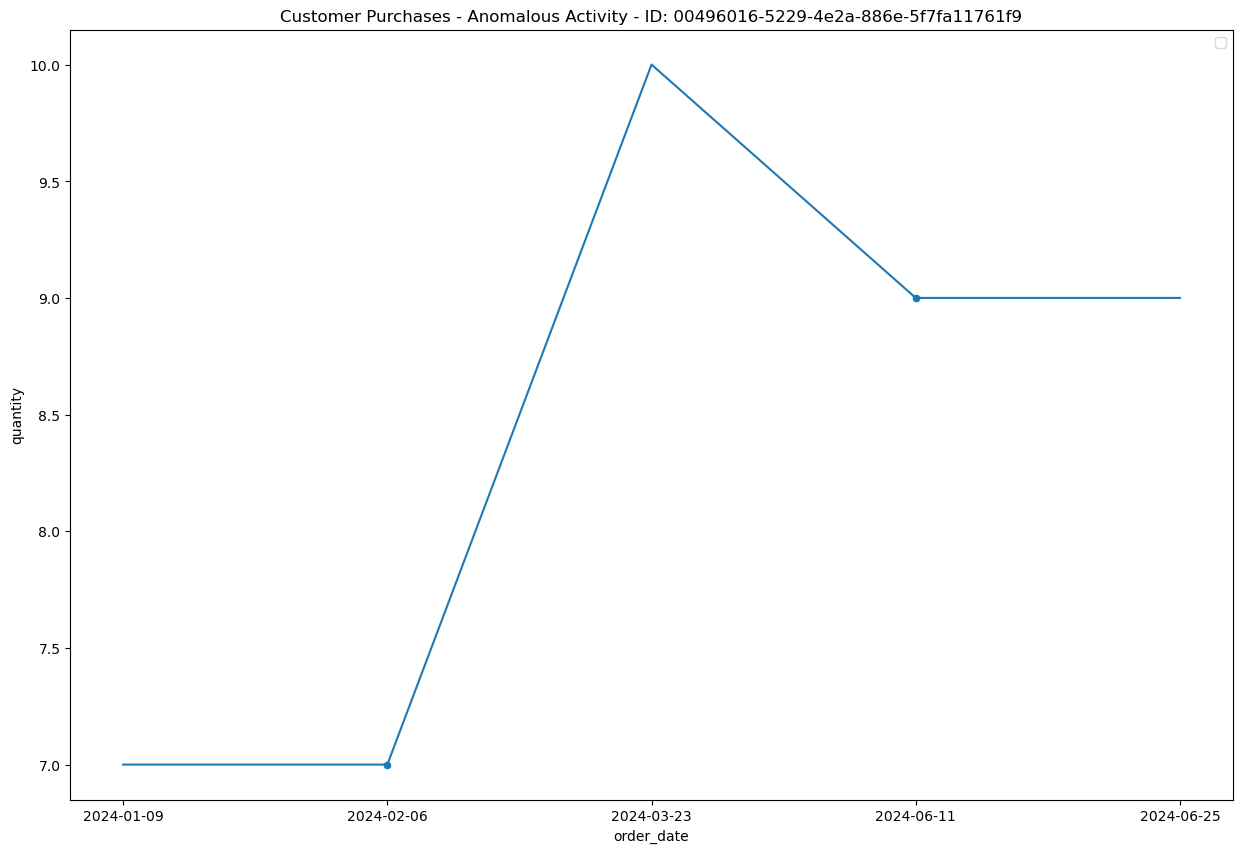 Customer Purchases - Anomalous Activity - ID: 00496016-5229-4e2a-886e-5f7fa11761f9
10.0
9.5
9.0
8.5
8.0
7.5
7.0
quantity
2024-01-09 2024-02-06 2024-03-23 2024-06-11 2024-06-25
order_date